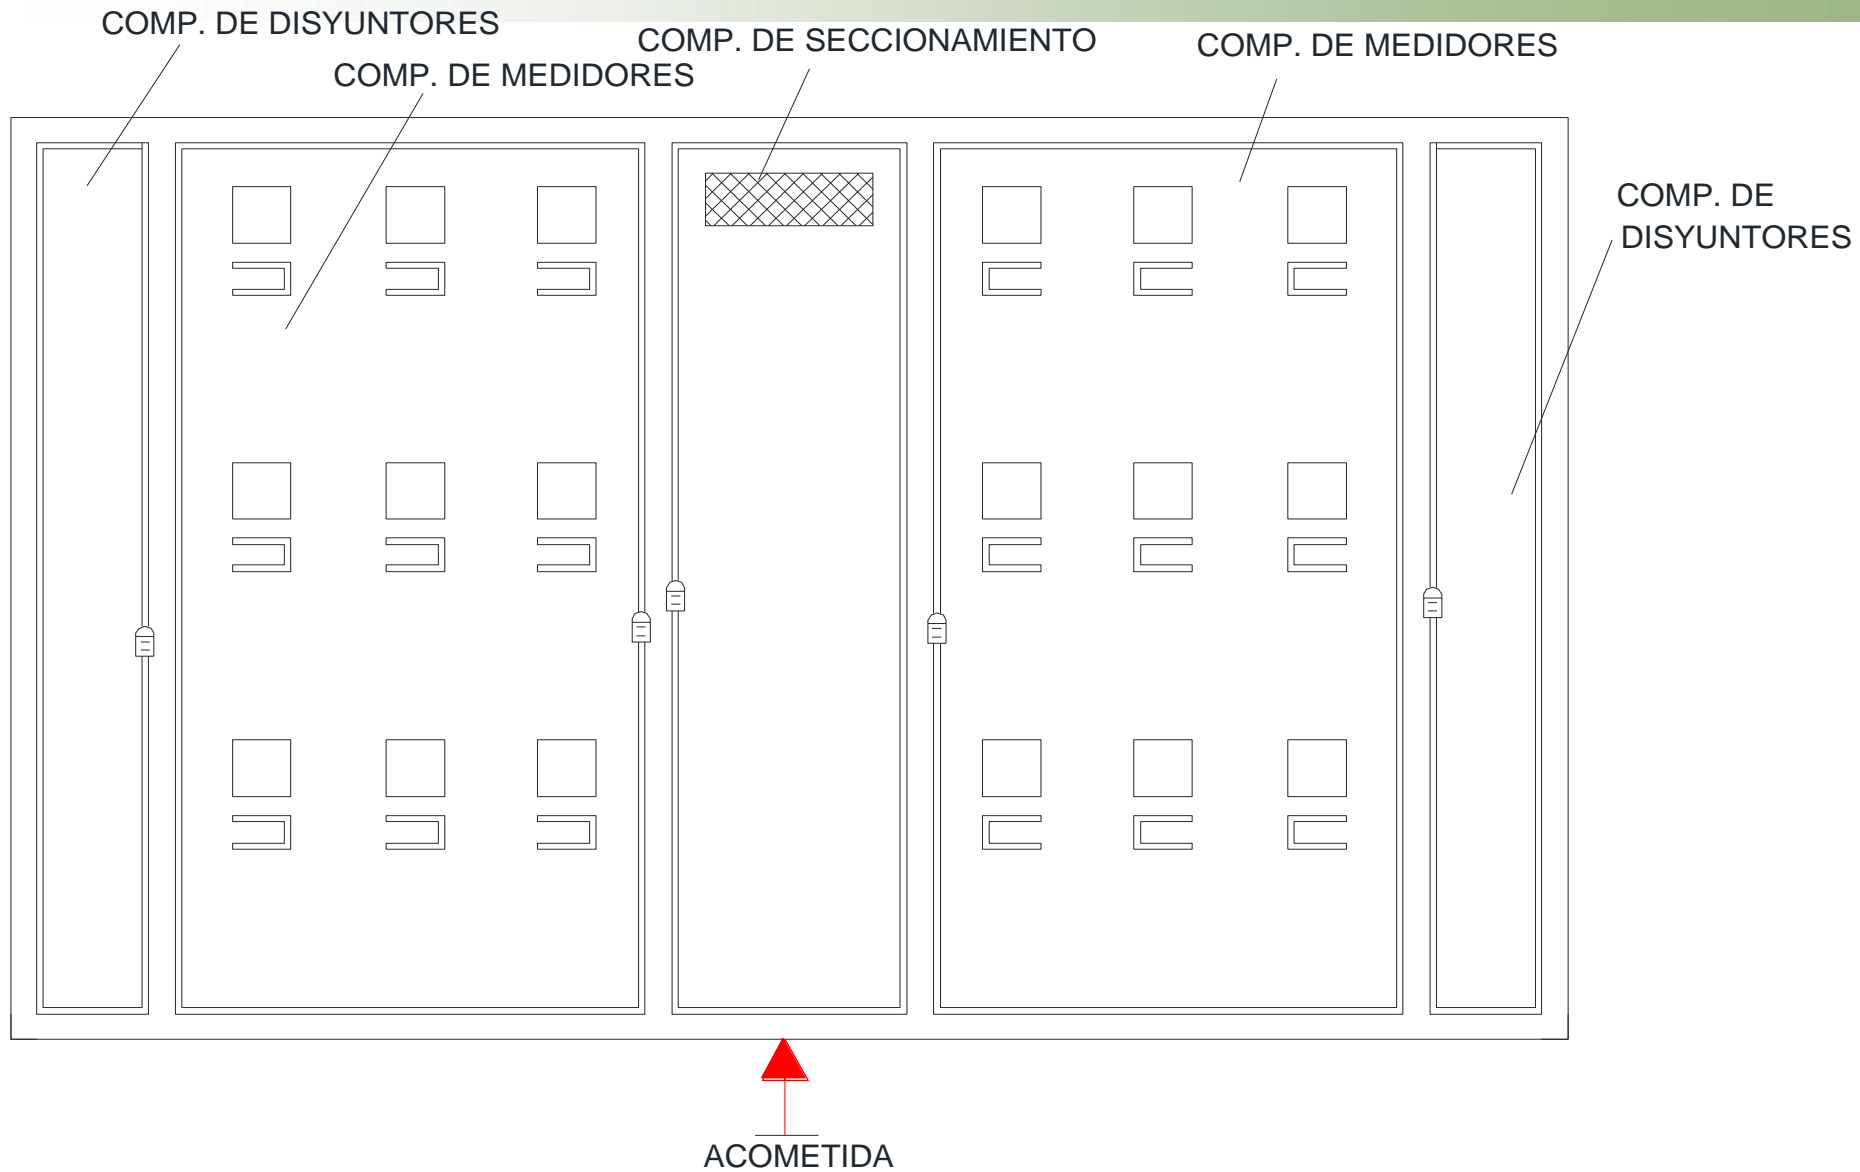 COMP. DE DISYUNTORES
COMP. DE MEDIDORES
COMP. DE SECCIONAMIENTO
COMP. DE MEDIDORES
COMP. DE
DISYUNTORES
ACOMETIDA